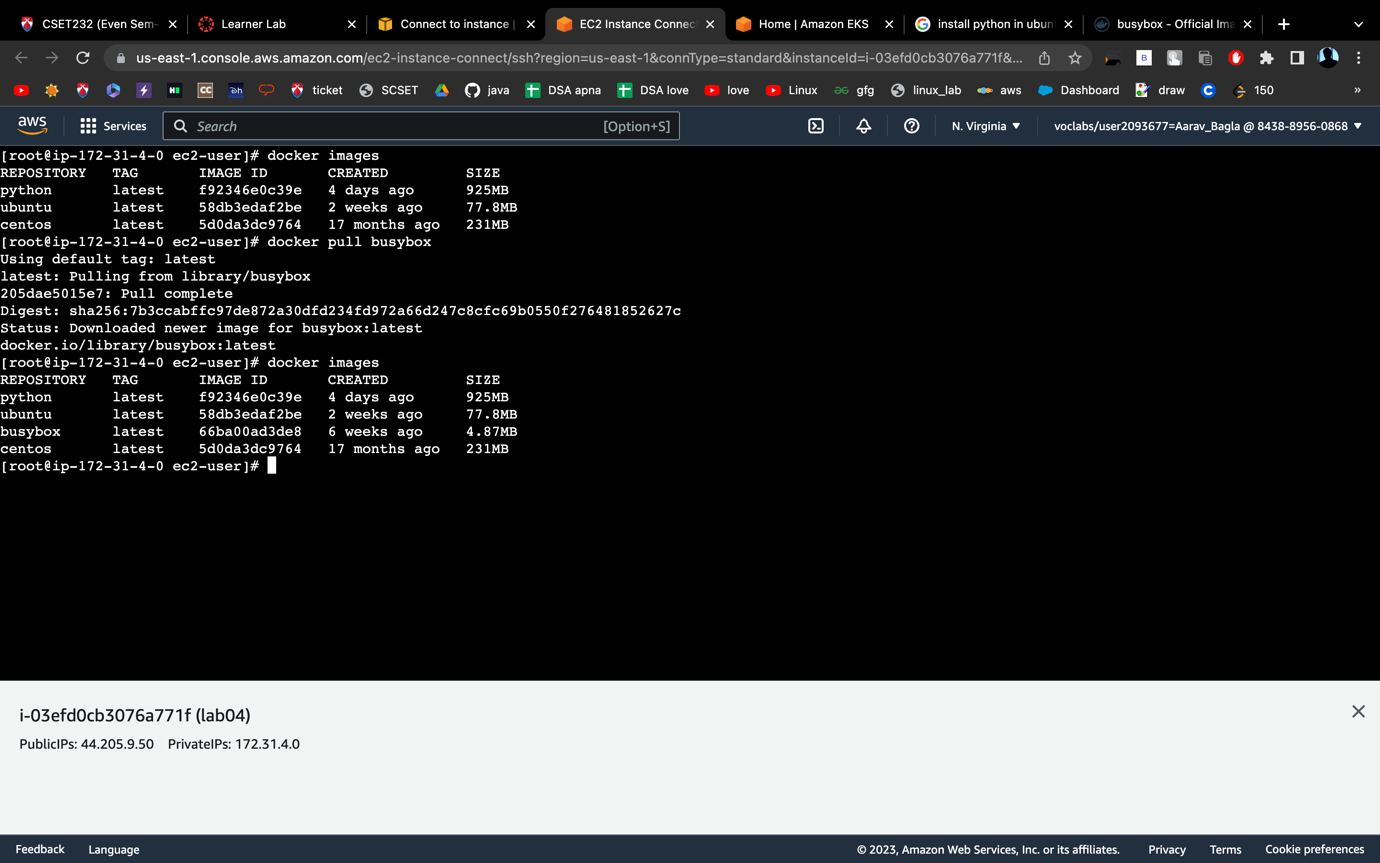 CSET232 (Even Sem-
Learner Lab
Connect to instance |
EC2 Instance Connec
Home | Amazon EKS
install python in ubun
busybox - Official Ima
us-east-1.console.aws.amazon.com/ec2-instance-connect/ssh?region=us-east-1&connType=standard&instanceId=i-03efd0cb3076a771f&...
ticket
SCSET
java
DSA apna
DSA love
love
Linux
gfg
linux_lab
aws
Dashboard
draw
150
»
aws
Services
Search
[Option+S]
N. Virginia
voclabs/user2093677=Aarav_Bagla @ 8438-8956-0868
[root@ip-172-31-4-0 ec2-user]# docker images
REPOSITORY TAG IMAGE ID CREATED SIZE
python latest f92346e0c39e 4 days ago 925MB
ubuntu latest 58db3edaf2be 2 weeks ago 77.8MB
centos latest 5d0da3dc9764 17 months ago 231MB
[root@ip-172-31-4-0 ec2-user]# docker pull busybox
Using default tag: latest
latest: Pulling from library/busybox
205dae5015e7: Pull complete
Digest: sha256:7b3ccabffc97de872a30dfd234fd972a66d247c8cfc69b0550f276481852627c
Status: Downloaded newer image for busybox:latest
docker.io/library/busybox:latest
[root@ip-172-31-4-0 ec2-user]# docker images
REPOSITORY TAG IMAGE ID CREATED SIZE
python latest f92346e0c39e 4 days ago 925MB
ubuntu latest 58db3edaf2be 2 weeks ago 77.8MB
busybox latest 66ba00ad3de8 6 weeks ago 4.87MB
centos latest 5d0da3dc9764 17 months ago 231MB
[root@ip-172-31-4-0 ec2-user]#
i-03efd0cb3076a771f (lab04)
PublicIPs: 44.205.9.50 PrivateIPs: 172.31.4.0
Feedback
Language
© 2023, Amazon Web Services, Inc. or its affiliates.
Privacy
Terms
Cookie preferences